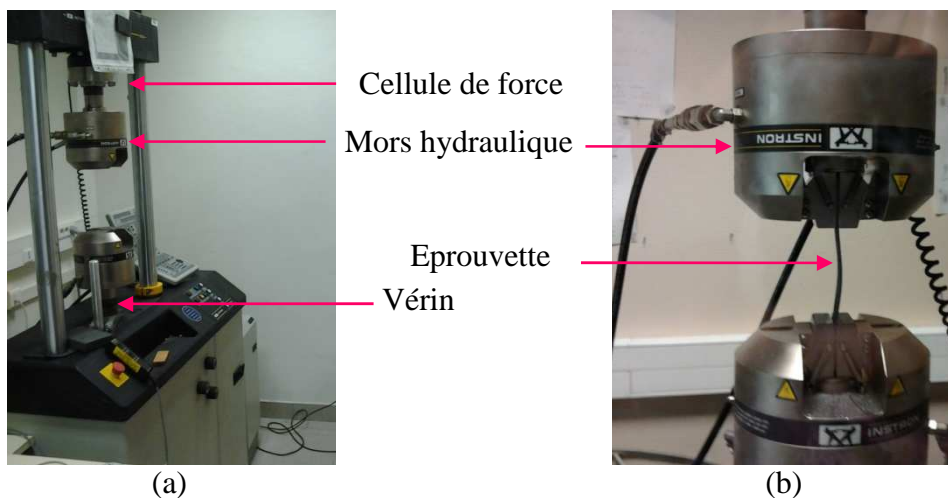 Cellule de force
Mors hydraulique
INSTRON
Eprouvette
Vérin
INSTRON
(a)
(b)